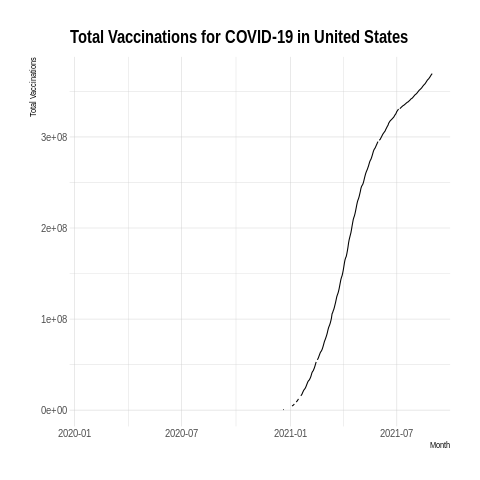 Total Vaccinations for COVID-19 in United States
Total Vaccinations
3e+08
2e+08
1e+08
0e+00
2020-01 2020-07 2021-01 2021-07
Month